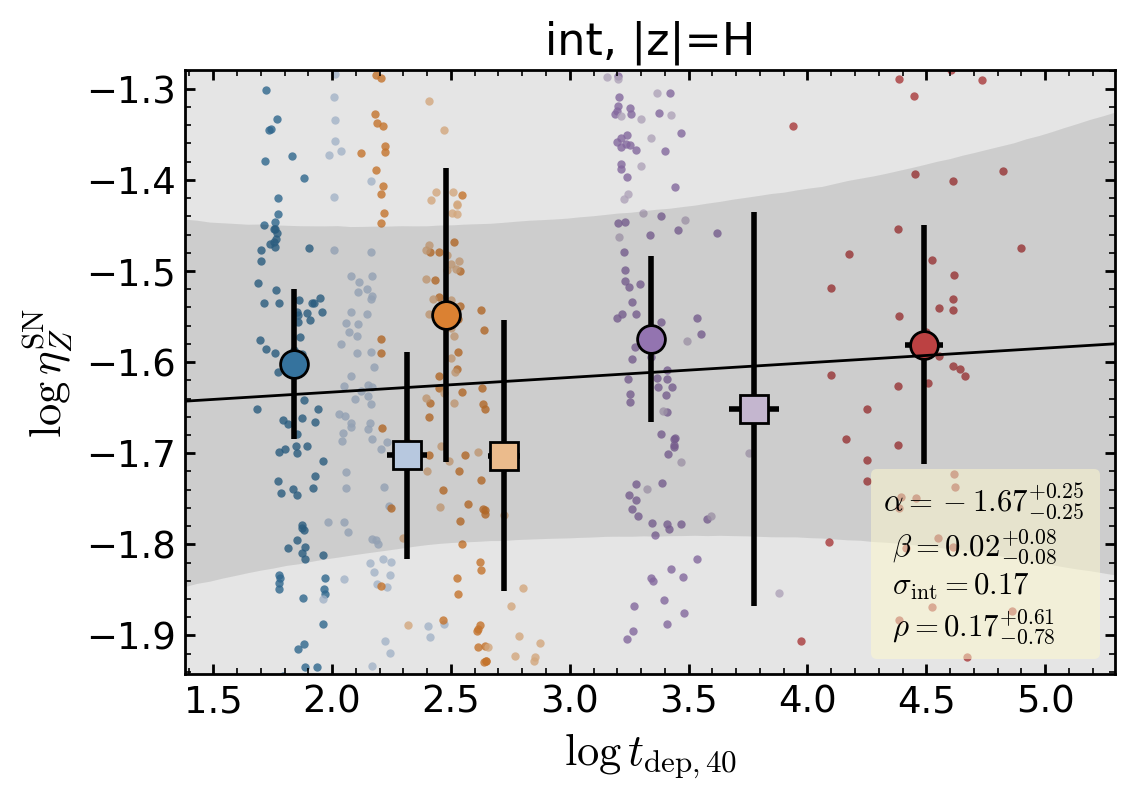 int, |z|=H
−1.3
−1.4
−1.5
−1.6
−1.7
−1.8
−1.9
log η_Z^SN
α = −1.67^{+0.25}_{−0.25}
β = 0.02^{+0.08}_{−0.08}
σ_int = 0.17
ρ = 0.17^{+0.61}_{−0.78}
1.5 2.0 2.5 3.0 3.5 4.0 4.5 5.0
log t_{dep, 40}